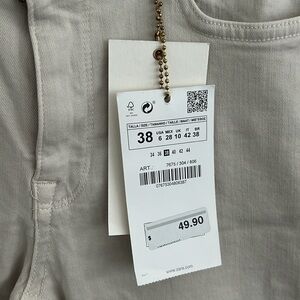 TALLA / SIZE
38
USA MEX UK IT BR
6 28 10 42 38
34 36 38 40 42 44
ART.: 7675 / 304 / 806
$
49.90
www.zara.com